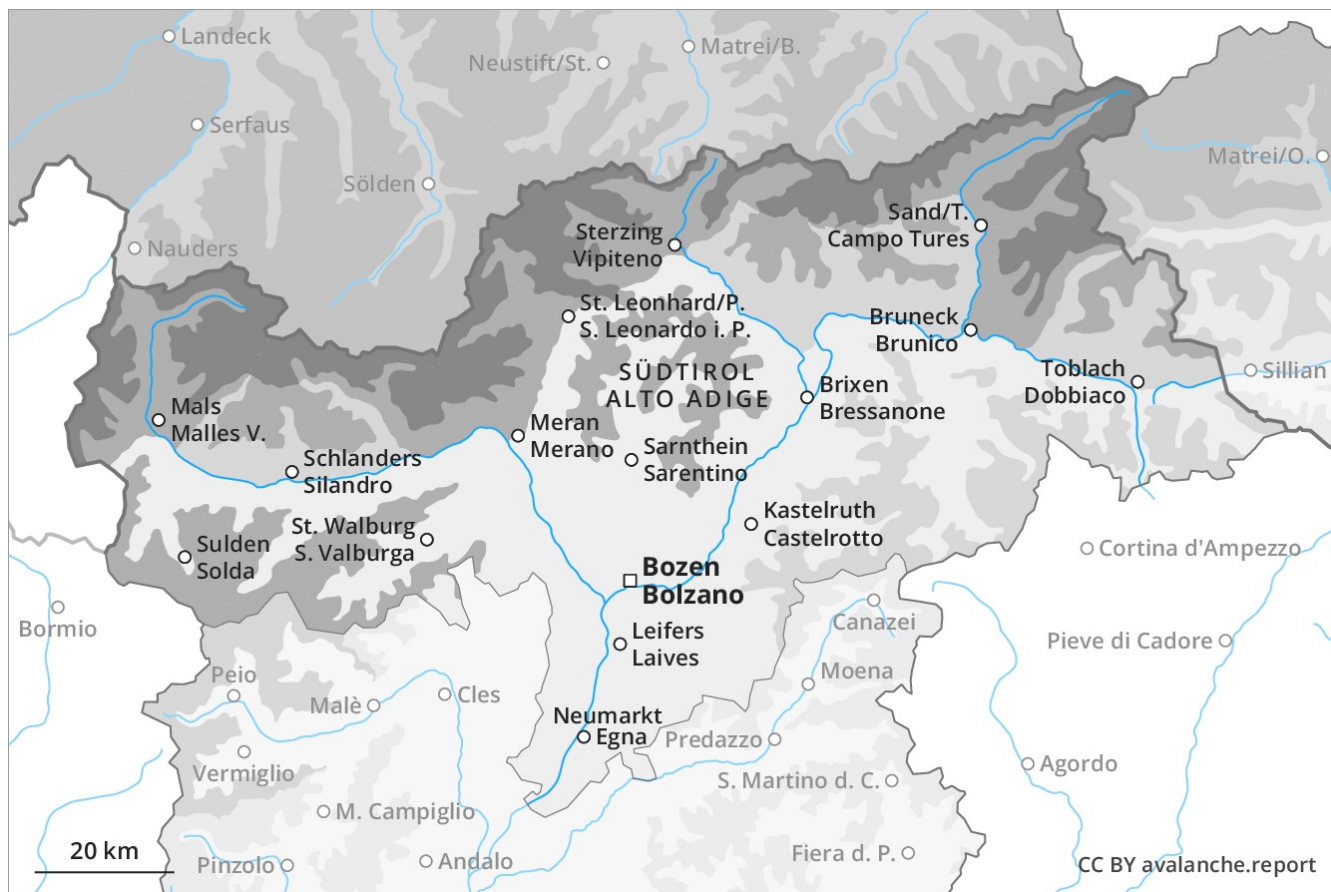 Landeck
Matrei/B.
Neustift/St.
Serfaus
Matrei/O.
Sölden
Sand/T.
Campo Tures
Sterzing
Vipiteno
Nauders
St. Leonhard/P.
S. Leonardo i. P.
Bruneck
Brunico
SÜDTIROL
ALTO ADIGE
Toblach
Dobbiaco
Sillian
Brixen
Bressanone
Mals
Malles V.
Meran
Merano
Sarnthein
Sarentino
Schlanders
Silandro
Kastelruth
Castelrotto
St. Walburg
S. Valburga
Sulden
Solda
Cortina d'Ampezzo
Bozen
Bolzano
Bormio
Canazei
Leifers
Laives
Pieve di Cadore
Peio
Moena
Cles
Malè
Neumarkt
Egna
Predazzo
Vermiglio
Agordo
S. Martino d. C.
M. Campiglio
20 km
Pinzolo
Andalo
Fiera d. P.
CC BY avalanche.report